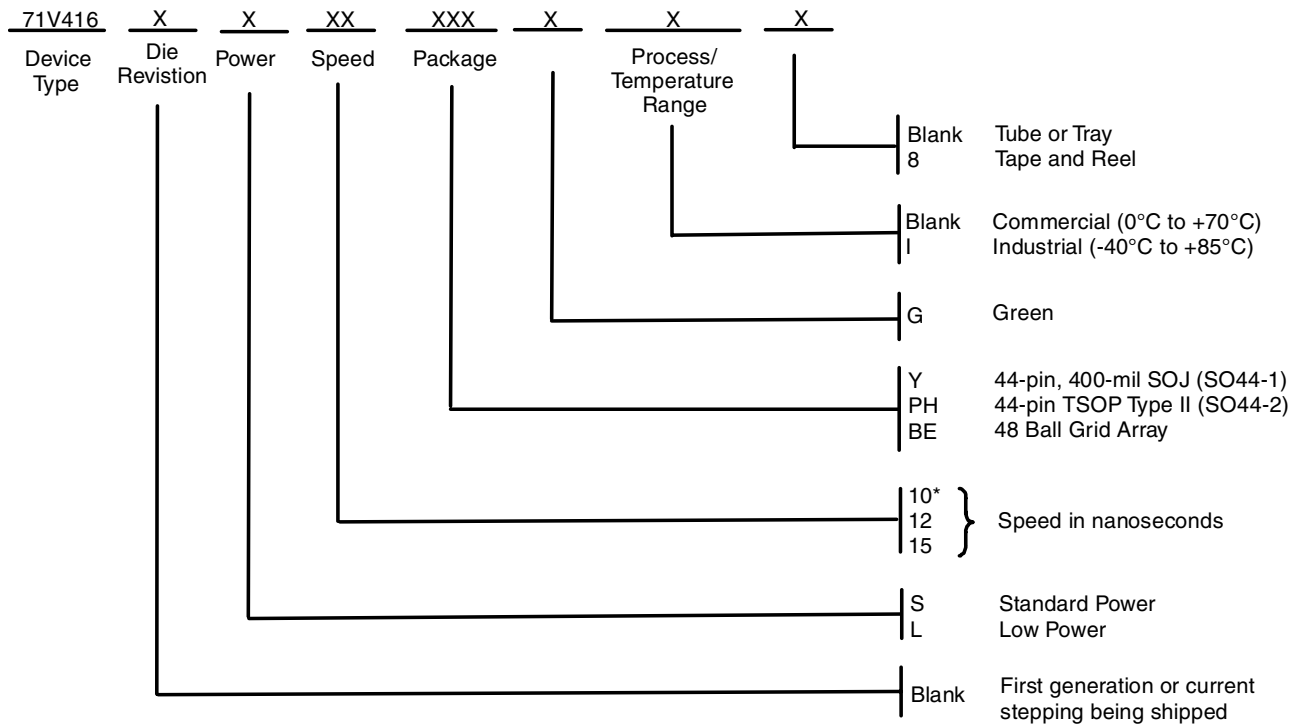 71V416 X X XX XXX X X X
Device Type
Die Revistion
Power
Speed
Package
Process/
Temperature
Range
Blank Tube or Tray
8 Tape and Reel
Blank Commercial (0°C to +70°C)
I Industrial (-40°C to +85°C)
G Green
Y 44-pin, 400-mil SOJ (SO44-1)
PH 44-pin TSOP Type II (SO44-2)
BE 48 Ball Grid Array
10*
12 Speed in nanoseconds
15
S Standard Power
L Low Power
Blank First generation or current
stepping being shipped